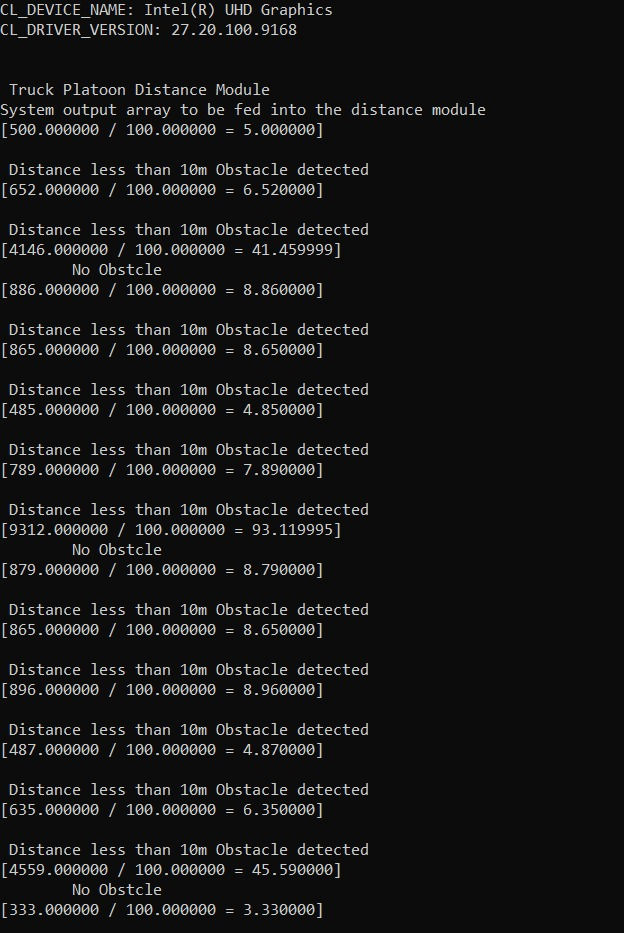 CL_DEVICE_NAME: Intel(R) UHD Graphics
CL_DRIVER_VERSION: 27.20.100.9168
Truck Platoon Distance Module
System output array to be fed into the distance module
[500.000000 / 100.000000 = 5.000000]
Distance less than 10m Obstacle detected
[652.000000 / 100.000000 = 6.520000]
Distance less than 10m Obstacle detected
[4146.000000 / 100.000000 = 41.459999]
No Obstcle
[886.000000 / 100.000000 = 8.860000]
Distance less than 10m Obstacle detected
[865.000000 / 100.000000 = 8.650000]
Distance less than 10m Obstacle detected
[485.000000 / 100.000000 = 4.850000]
Distance less than 10m Obstacle detected
[789.000000 / 100.000000 = 7.890000]
Distance less than 10m Obstacle detected
[9312.000000 / 100.000000 = 93.119995]
No Obstcle
[879.000000 / 100.000000 = 8.790000]
Distance less than 10m Obstacle detected
[865.000000 / 100.000000 = 8.650000]
Distance less than 10m Obstacle detected
[896.000000 / 100.000000 = 8.960000]
Distance less than 10m Obstacle detected
[487.000000 / 100.000000 = 4.870000]
Distance less than 10m Obstacle detected
[635.000000 / 100.000000 = 6.350000]
Distance less than 10m Obstacle detected
[4559.000000 / 100.000000 = 45.590000]
No Obstcle
[333.000000 / 100.000000 = 3.330000]